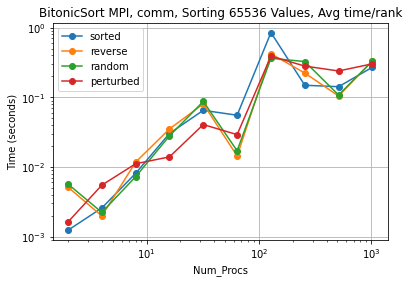 BitonicSort MPI, comm, Sorting 65536 Values, Avg time/rank
sorted
reverse
random
perturbed
Time (seconds)
10⁰
10⁻¹
10⁻²
10⁻³
10¹
10²
10³
Num_Procs